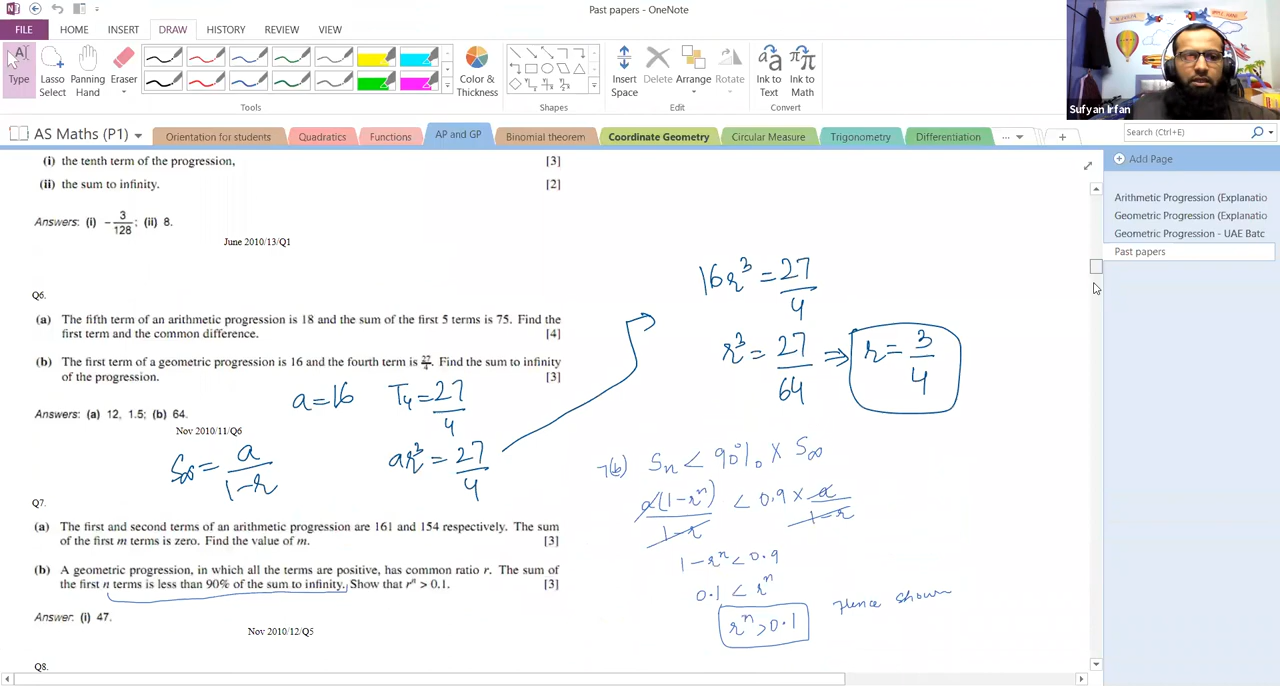 Past papers - OneNote
FILE HOME INSERT DRAW HISTORY REVIEW VIEW
Type
Lasso Select
Panning Hand
Eraser
Color & Thickness
Insert Space
Delete
Arrange
Rotate
Ink to Text
Ink to Math
Tools Shapes Edit Convert
Sufyan Irfan
AS Maths (P1) Orientation for students Quadratics Functions AP and GP Binomial theorem Coordinate Geometry Circular Measure Trigonometry Differentiation ... +
Search (Ctrl+E)
Add Page
Arithmetic Progression (Explanatio
Geometric Progression (Explanatio
Geometric Progression - UAE Batc
Past papers
(i) the tenth term of the progression, [3]
(ii) the sum to infinity. [2]
Answers: (i) -3/128; (ii) 8.
June 2010/13/Q1
Q6.
(a) The fifth term of an arithmetic progression is 18 and the sum of the first 5 terms is 75. Find the
first term and the common difference. [4]
(b) The first term of a geometric progression is 16 and the fourth term is 27/4. Find the sum to infinity
of the progression. [3]
a=16 T₄=27/4
Answers: (a) 12, 1.5; (b) 64.
Nov 2010/11/Q6
S∞ = a/1-r
ar³ = 27/4
16r³ = 27/4
r³ = 27/64 ⇒ r = 3/4
Q7.
(a) The first and second terms of an arithmetic progression are 161 and 154 respectively. The sum
of the first m terms is zero. Find the value of m. [3]
(b) A geometric progression, in which all the terms are positive, has common ratio r. The sum of
the first n terms is less than 90% of the sum to infinity. Show that rⁿ > 0.1. [3]
Answer: (i) 47.
Nov 2010/12/Q5
7(b) Sn < 90% × S∞
a(1-rⁿ)/1-r < 0.9 × a/1-r
1-rⁿ < 0.9
0.1 < rⁿ
rⁿ > 0.1 Hence shown
Q8.